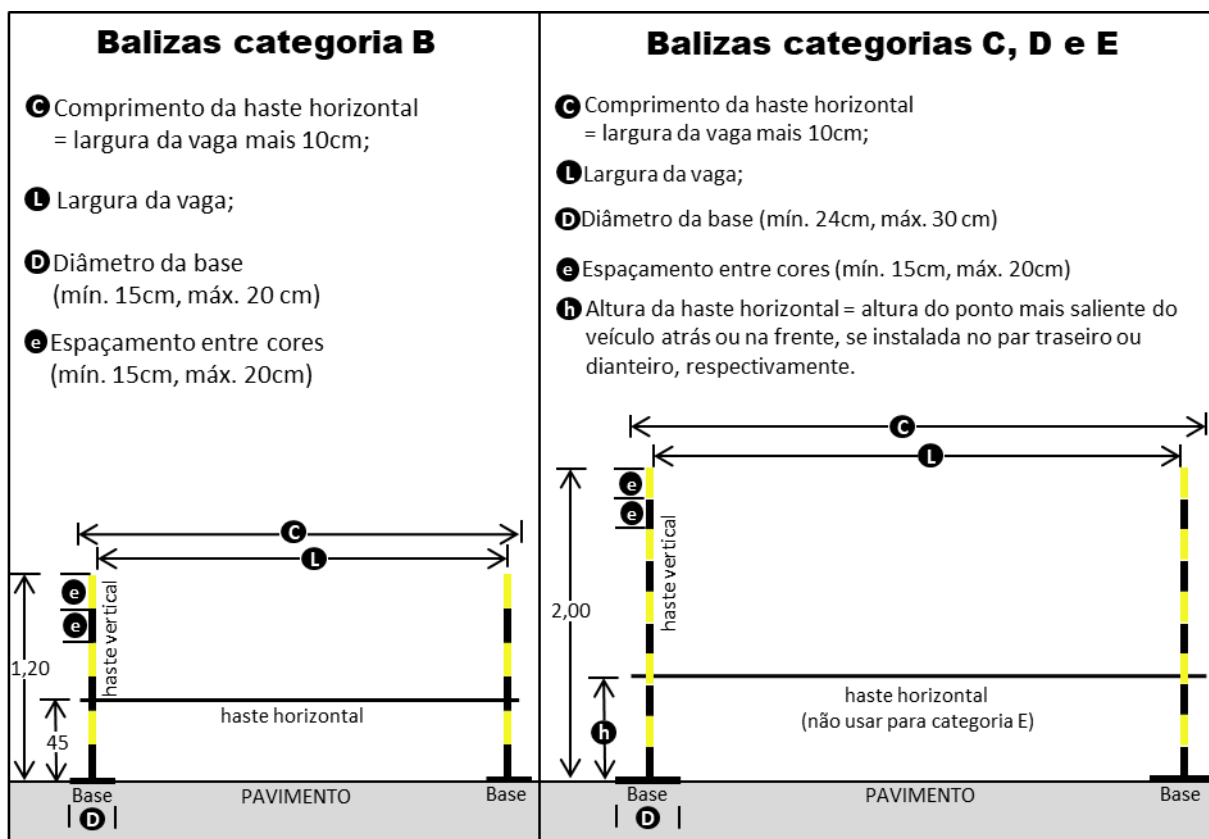 Balizas categoria B
C Comprimento da haste horizontal
= largura da vaga mais 10cm;
L Largura da vaga;
D Diâmetro da base
(mín. 15cm, máx. 20 cm)
e Espaçamento entre cores
(mín. 15cm, máx. 20cm)
C
L
e
e
haste vertical
1,20
haste horizontal
45
Base
PAVIMENTO
Base
D
Balizas categorias C, D e E
C Comprimento da haste horizontal
= largura da vaga mais 10cm;
L Largura da vaga;
D Diâmetro da base (mín. 24cm, máx. 30 cm)
e Espaçamento entre cores (mín. 15cm, máx. 20cm)
h Altura da haste horizontal = altura do ponto mais saliente do
veículo atrás ou na frente, se instalada no par traseiro ou
dianteiro, respectivamente.
C
L
e
e
haste vertical
2,00
haste horizontal
(não usar para categoria E)
h
Base
PAVIMENTO
Base
D